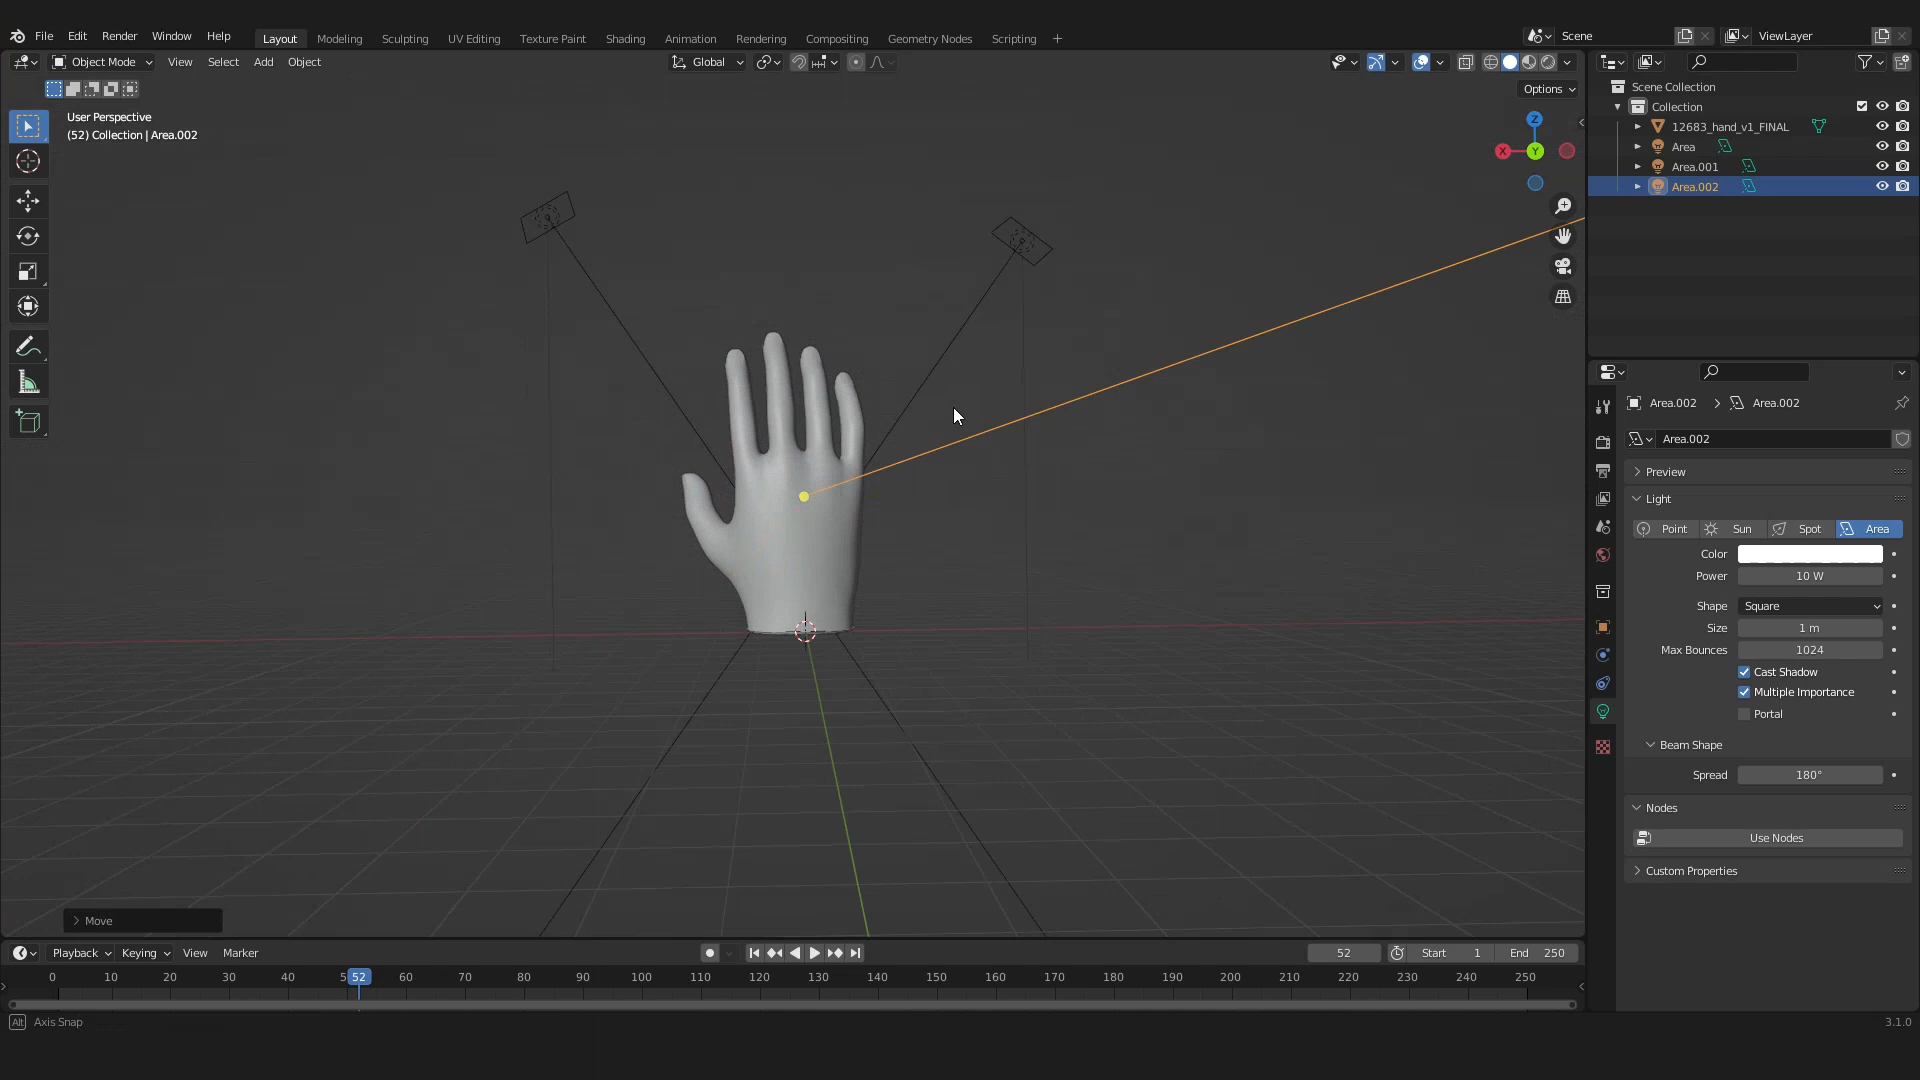 File Edit Render Window Help
Layout Modeling Sculpting UV Editing Texture Paint Shading Animation Rendering Compositing Geometry Nodes Scripting +
Scene
ViewLayer
Object Mode View Select Add Object
Global
Options
User Perspective
(52) Collection | Area.002
Z
X
Y
Scene Collection
Collection
12683_hand_v1_FINAL
Area
Area.001
Area.002
Area.002 > Area.002
Area.002
Preview
Light
Point Sun Spot Area
Color
Power 10 W
Shape Square
Size 1 m
Max Bounces 1024
Cast Shadow
Multiple Importance
Portal
Beam Shape
Spread 180°
Nodes
Use Nodes
Custom Properties
Move
Playback Keying View Marker
52 Start 1 End 250
0 10 20 30 40 5 52 60 70 80 90 100 110 120 130 140 150 160 170 180 190 200 210 220 230 240 250
Alt Axis Snap
3.1.0